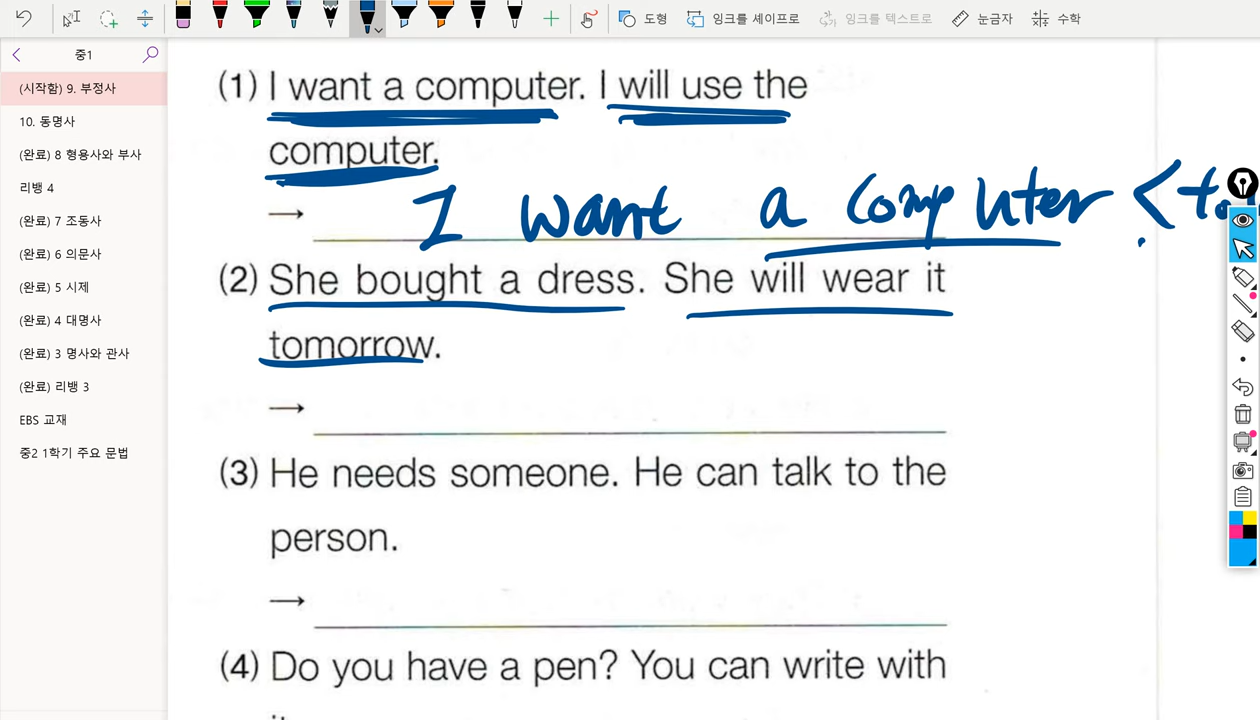 도형 잉크를 셰이프로 잉크를 텍스트로 눈금자 수학
중1
(시작함) 9. 부정사
10. 동명사
(완료) 8 형용사와 부사
리뱅 4
(완료) 7 조동사
(완료) 6 의문사
(완료) 5 시제
(완료) 4 대명사
(완료) 3 명사와 관사
(완료) 리뱅 3
EBS 교재
중2 1학기 주요 문법
(1) I want a computer. I will use the
computer.
→ I want a computer <
(2) She bought a dress. She will wear it
tomorrow.
→
(3) He needs someone. He can talk to the
person.
→
(4) Do you have a pen? You can write with